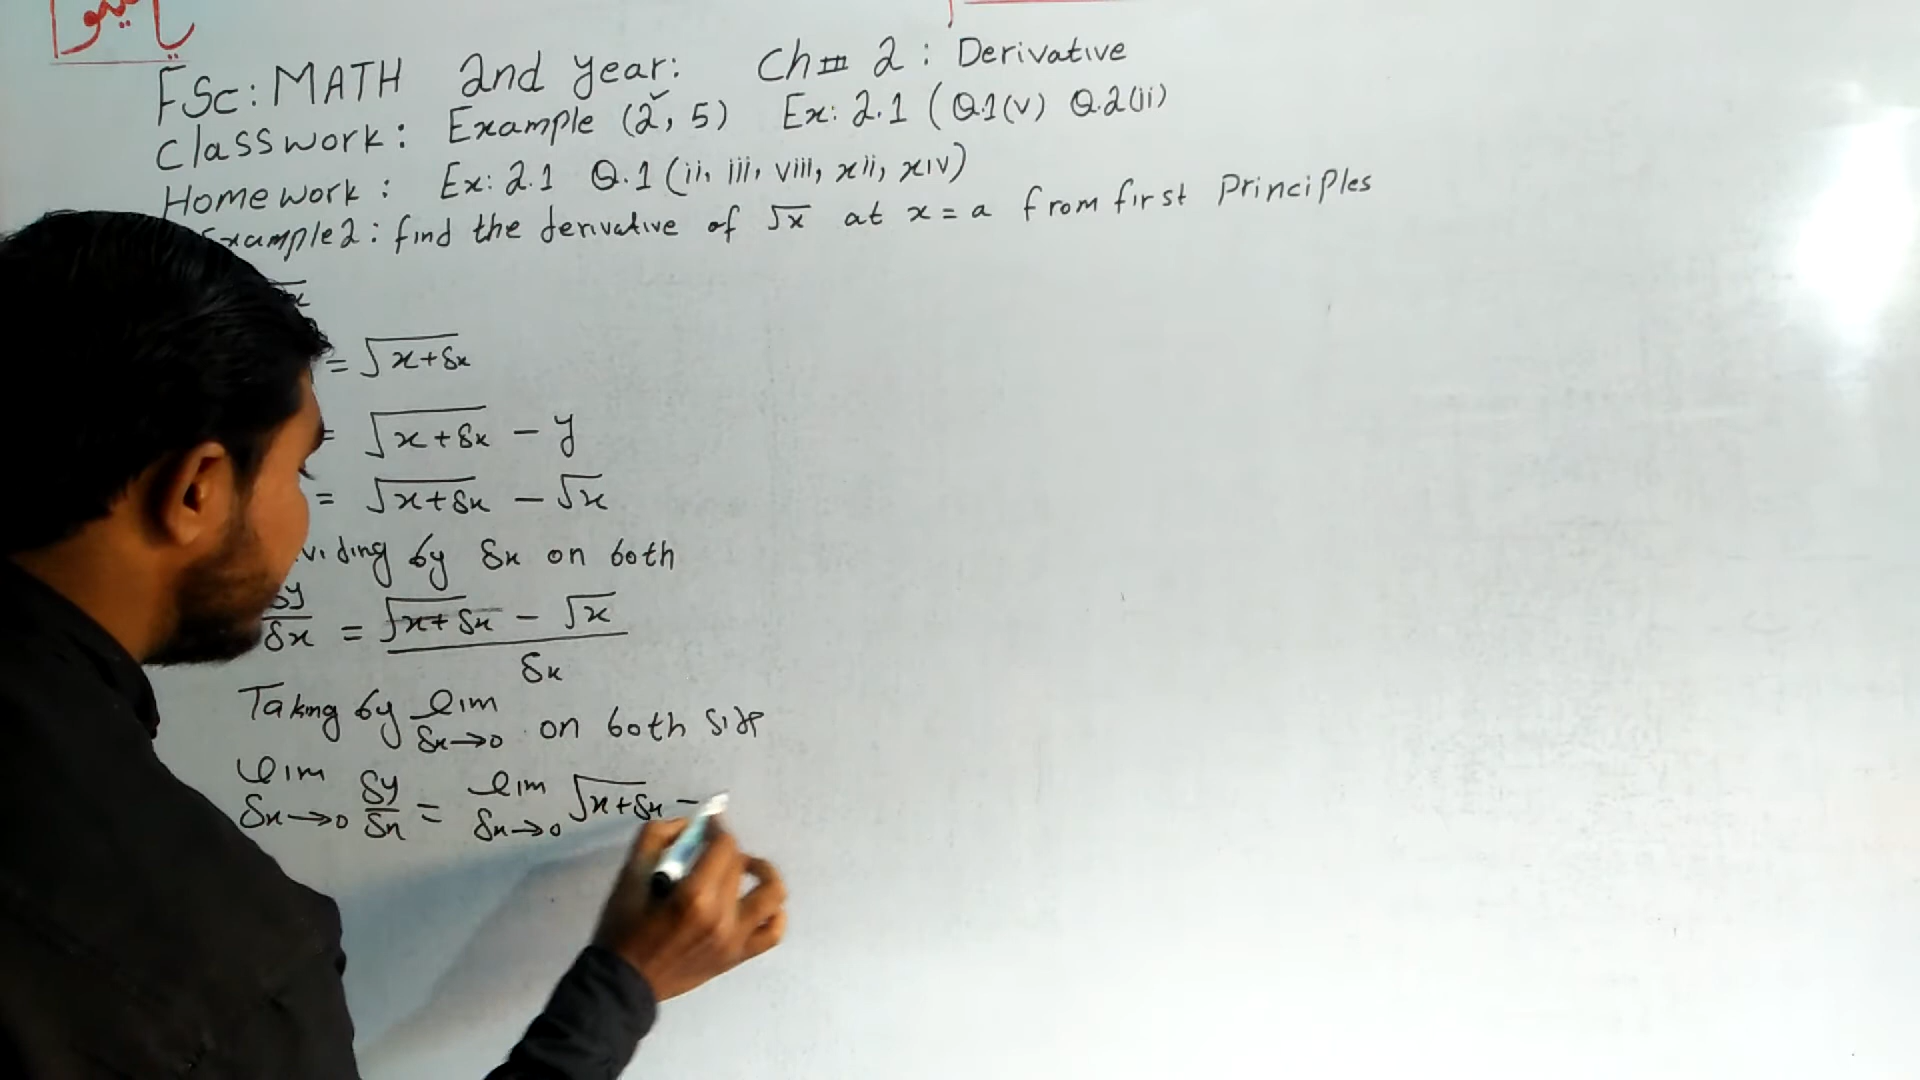 FSc: MATH 2nd year: Ch 2: Derivative
Classwork: Example (2, 5) Ex: 2.1 (Q.1(v) Q.2(ii)
Homework: Ex: 2.1 Q.1 (ii, iii, viii, xii, xiv)
Example 2: find the derivative of √x at x = a from first Principles
= √x+δx
= √x+δx - y
= √x+δx - √x
viding by δx on both
δy/δx = √x+δx - √x / δx
Taking by lim δx→0 on both side
lim δx→0 δy/δx = lim δx→0 √x+δx -